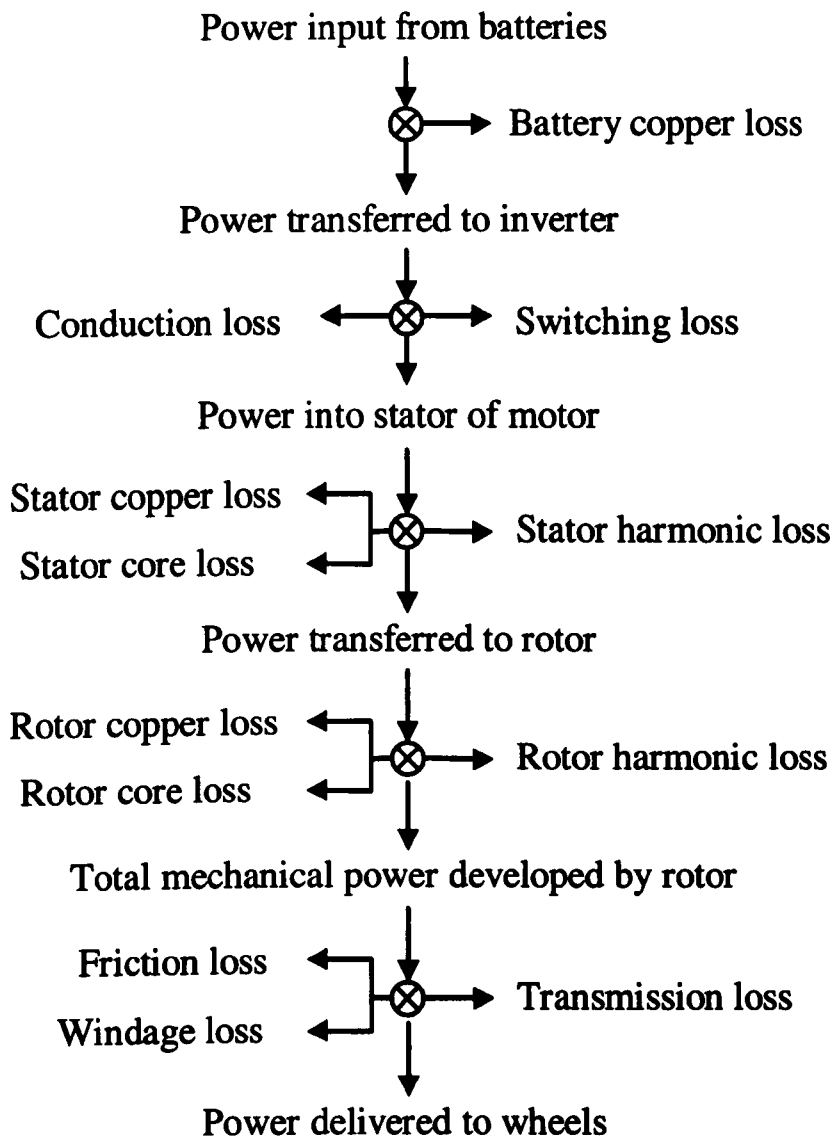 Power input from batteries
Battery copper loss
Power transferred to inverter
Conduction loss
Switching loss
Power into stator of motor
Stator copper loss
Stator harmonic loss
Stator core loss
Power transferred to rotor
Rotor copper loss
Rotor harmonic loss
Rotor core loss
Total mechanical power developed by rotor
Friction loss
Transmission loss
Windage loss
Power delivered to wheels